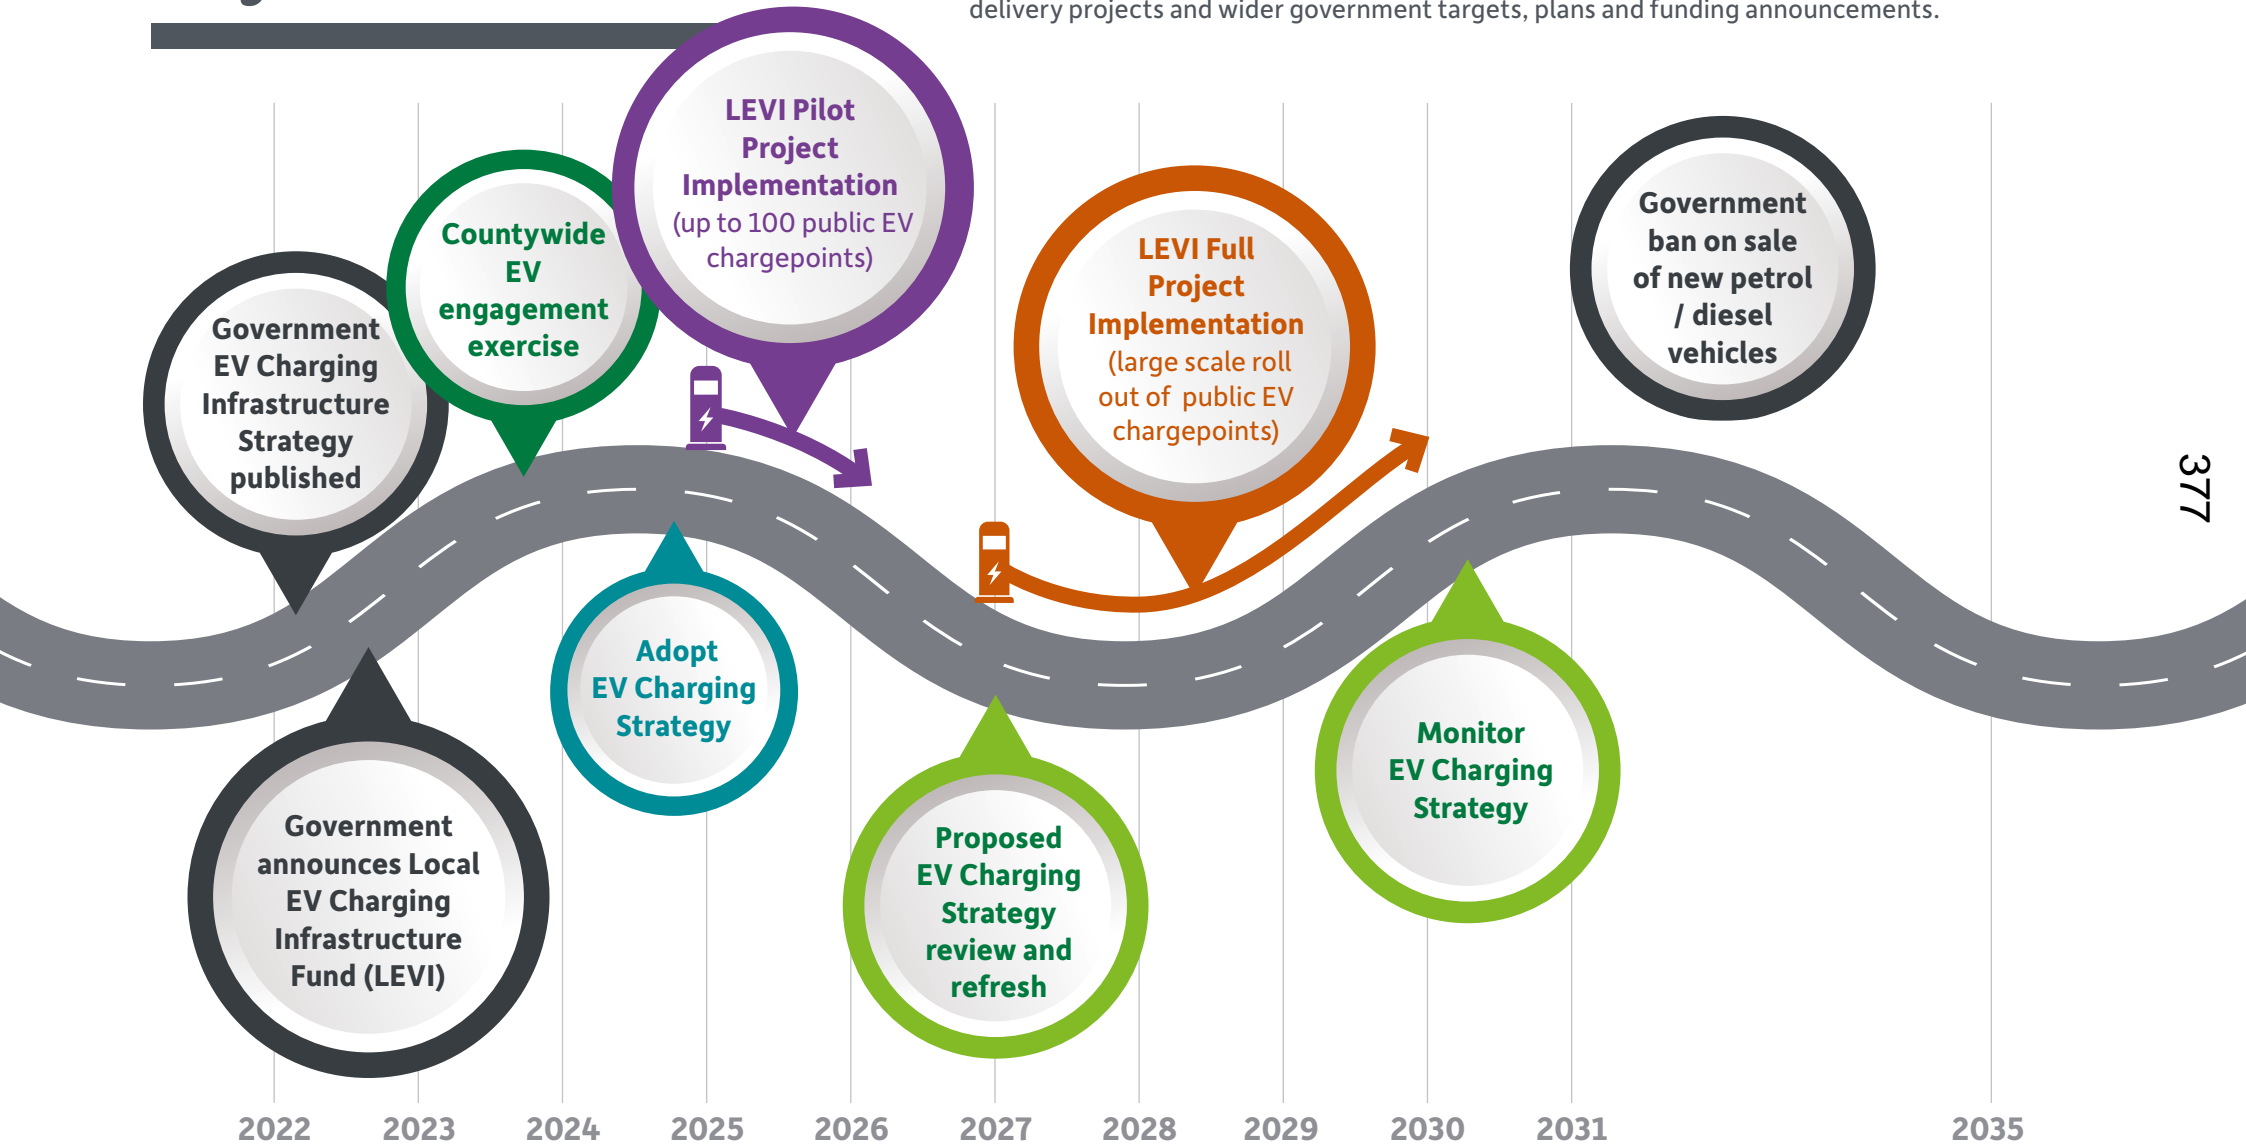 delivery projects and wider government targets, plans and funding announcements.
LEVI Pilot
Project
Implementation
(up to 100 public EV
chargepoints)
Countywide
EV
engagement
exercise
Government
EV Charging
Infrastructure
Strategy
published
LEVI Full
Project
Implementation
(large scale roll
out of public EV
chargepoints)
Government
ban on sale
of new petrol
/ diesel
vehicles
377
Adopt
EV Charging
Strategy
Government
announces Local
EV Charging
Infrastructure
Fund (LEVI)
Proposed
EV Charging
Strategy
review and
refresh
Monitor
EV Charging
Strategy
2022 2023 2024 2025 2026 2027 2028 2029 2030 2031 2035